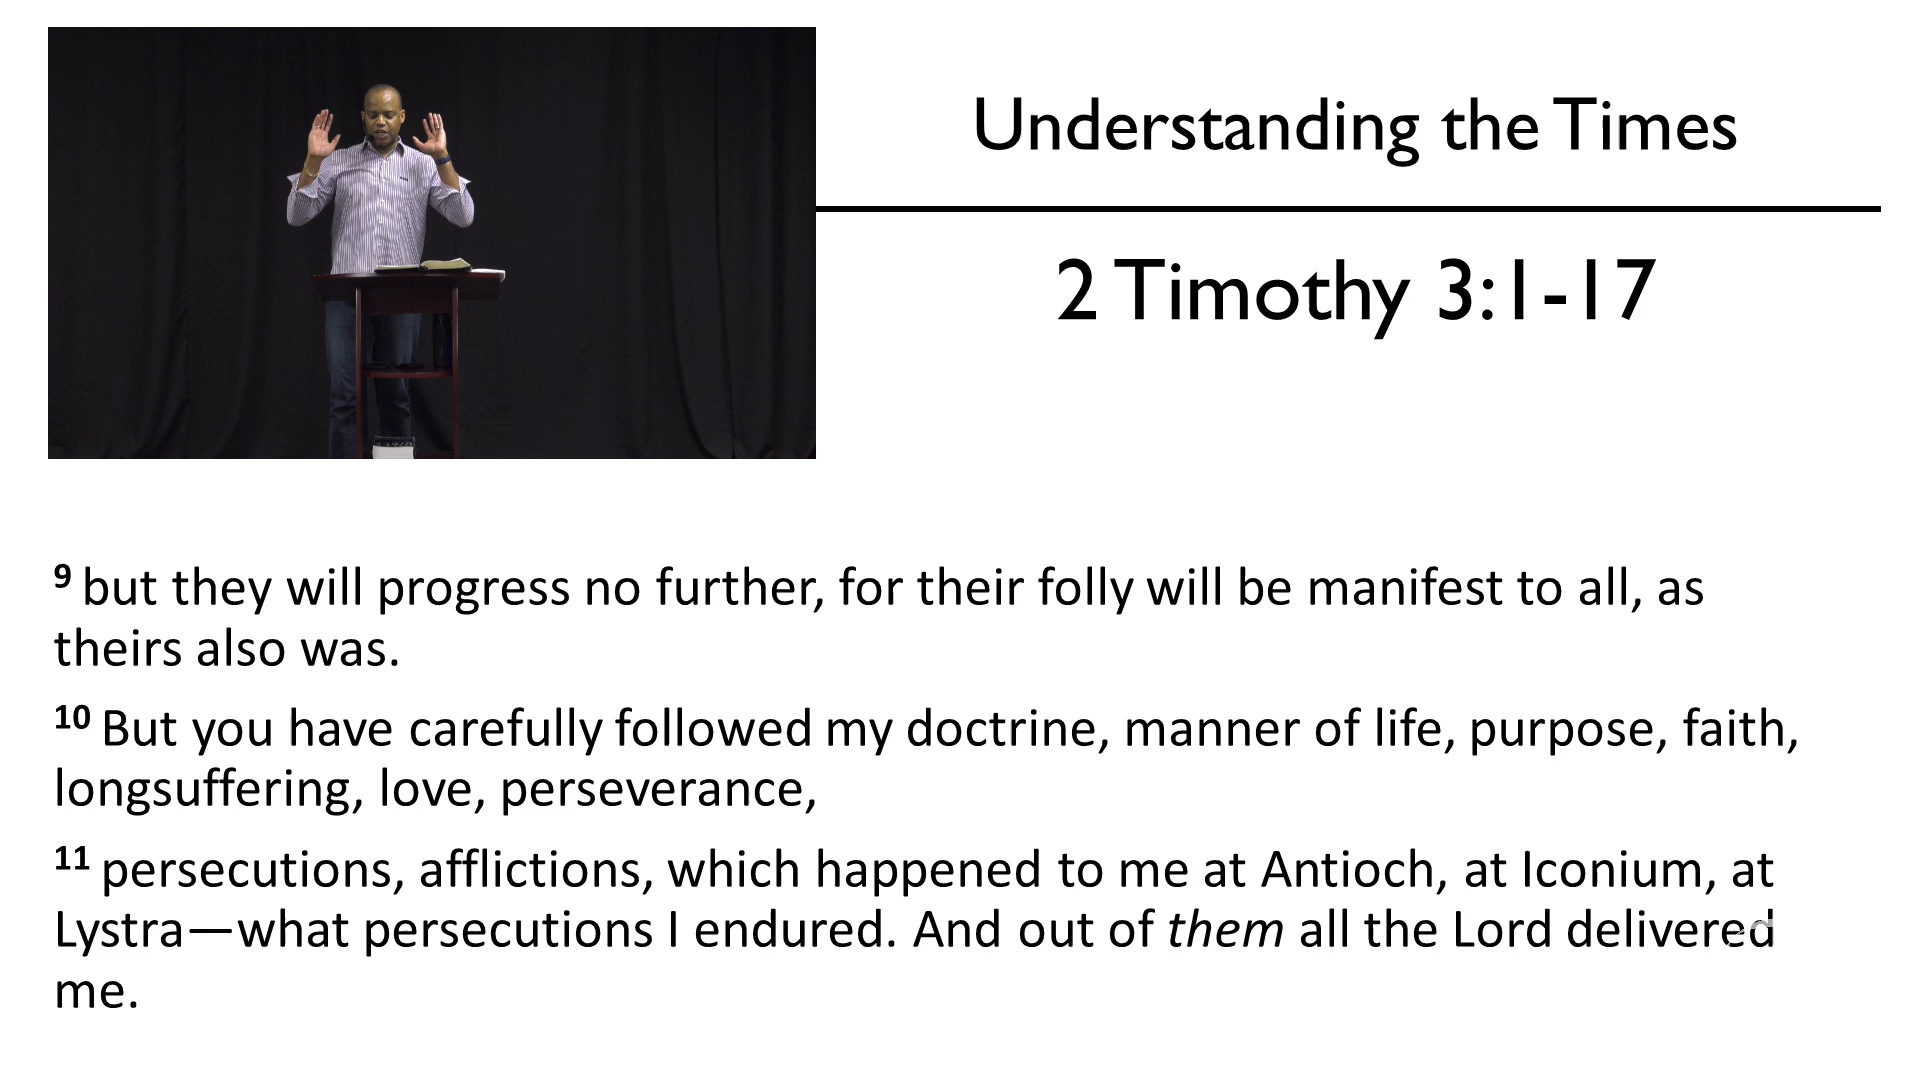 Understanding the Times
2 Timothy 3:1-17
9 but they will progress no further, for their folly will be manifest to all, as
theirs also was.
10 But you have carefully followed my doctrine, manner of life, purpose, faith,
longsuffering, love, perseverance,
11 persecutions, afflictions, which happened to me at Antioch, at Iconium, at
Lystra—what persecutions I endured. And out of them all the Lord delivered
me.